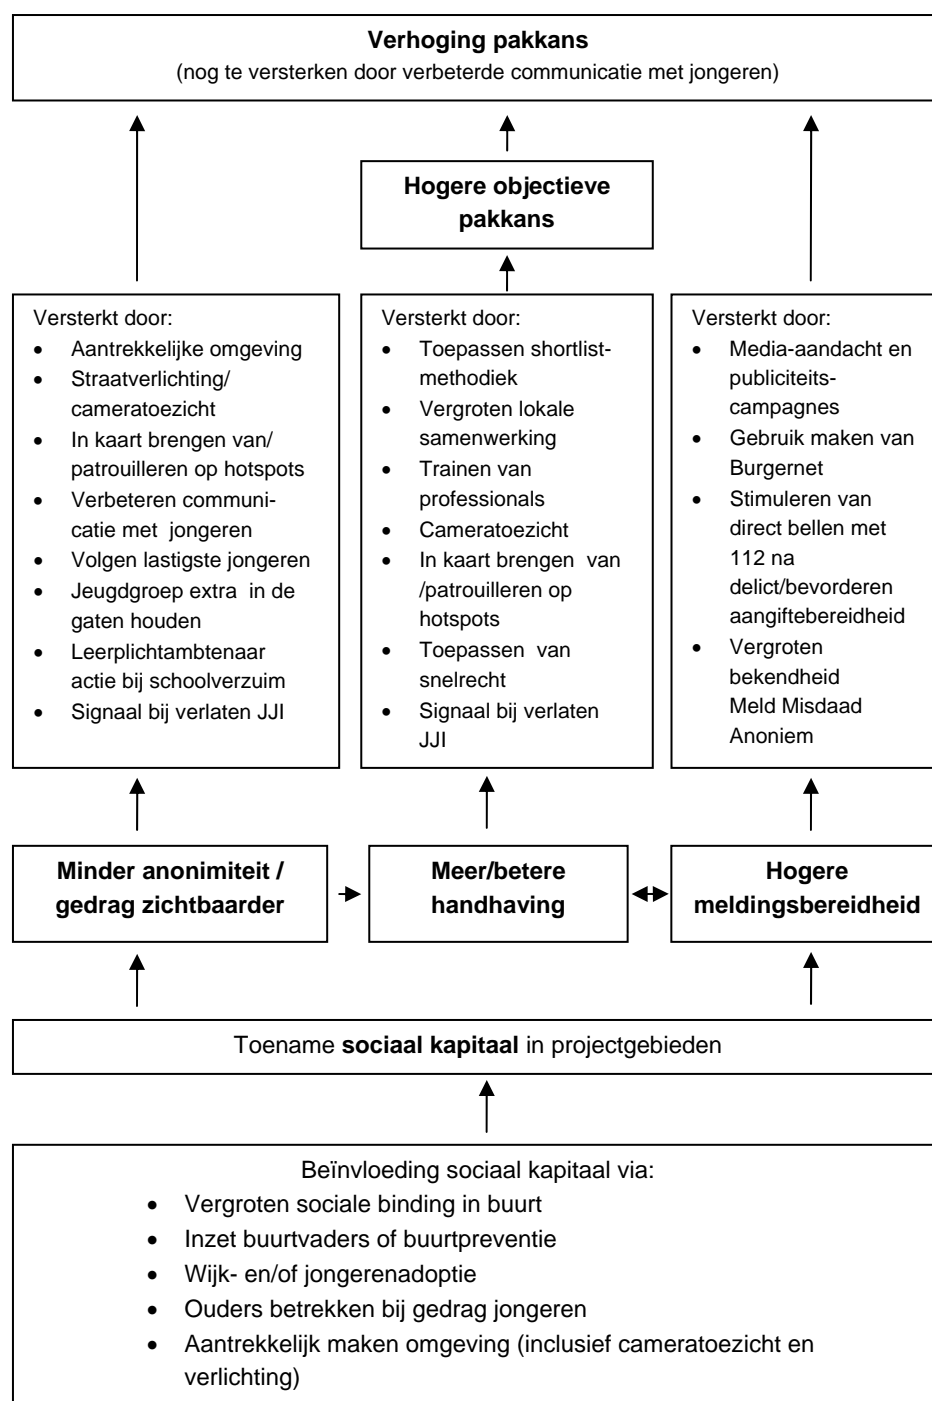 Verhoging pakkans
(nog te versterken door verbeterde communicatie met jongeren)
Hogere objectieve
pakkans
Versterkt door:
• Aantrekkelijke omgeving
• Straatverlichting/
cameratoezicht
• In kaart brengen van/
patrouilleren op hotspots
• Verbeteren communi-
catie met jongeren
• Volgen lastigste jongeren
• Jeugdgroep extra in de
gaten houden
• Leerplichtambtenaar
actie bij schoolverzuim
• Signaal bij verlaten JJI
Versterkt door:
• Toepassen shortlist-
methodiek
• Vergroten lokale
samenwerking
• Trainen van
professionals
• Cameratoezicht
• In kaart brengen van
/patrouilleren op
hotspots
• Toepassen van
snelrecht
• Signaal bij verlaten
JJI
Versterkt door:
• Media-aandacht en
publiciteits-
campagnes
• Gebruik maken van
Burgernet
• Stimuleren van
direct bellen met
112 na
delict/bevorderen
aangiftebereidheid
• Vergroten
bekendheid
Meld Misdaad
Anoniem
Minder anonimiteit /
gedrag zichtbaarder
Meer/betere
handhaving
Hogere
meldingsbereidheid
Toename sociaal kapitaal in projectgebieden
Beïnvloeding sociaal kapitaal via:
• Vergroten sociale binding in buurt
• Inzet buurtvaders of buurtpreventie
• Wijk- en/of jongerenadoptie
• Ouders betrekken bij gedrag jongeren
• Aantrekkelijk maken omgeving (inclusief cameratoezicht en
verlichting)